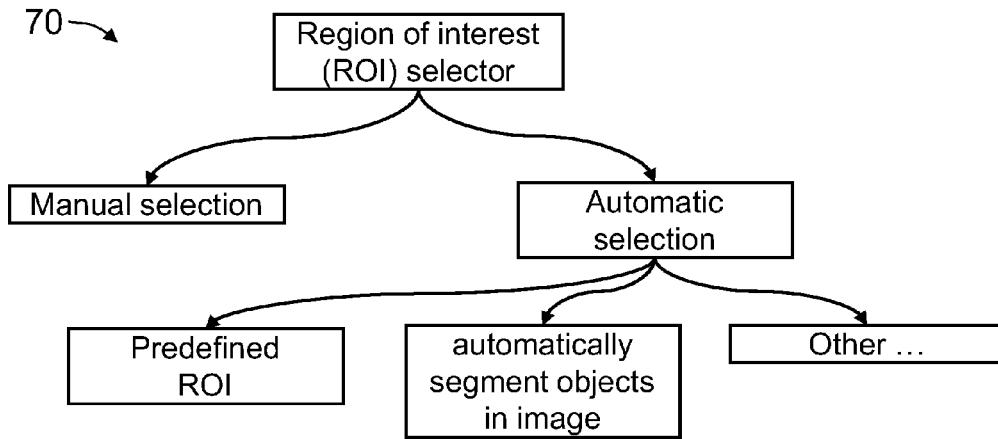 70
Region of interest
(ROI) selector
Manual selection
Automatic
selection
Predefined
ROI
automatically
segment objects
in image
Other ...